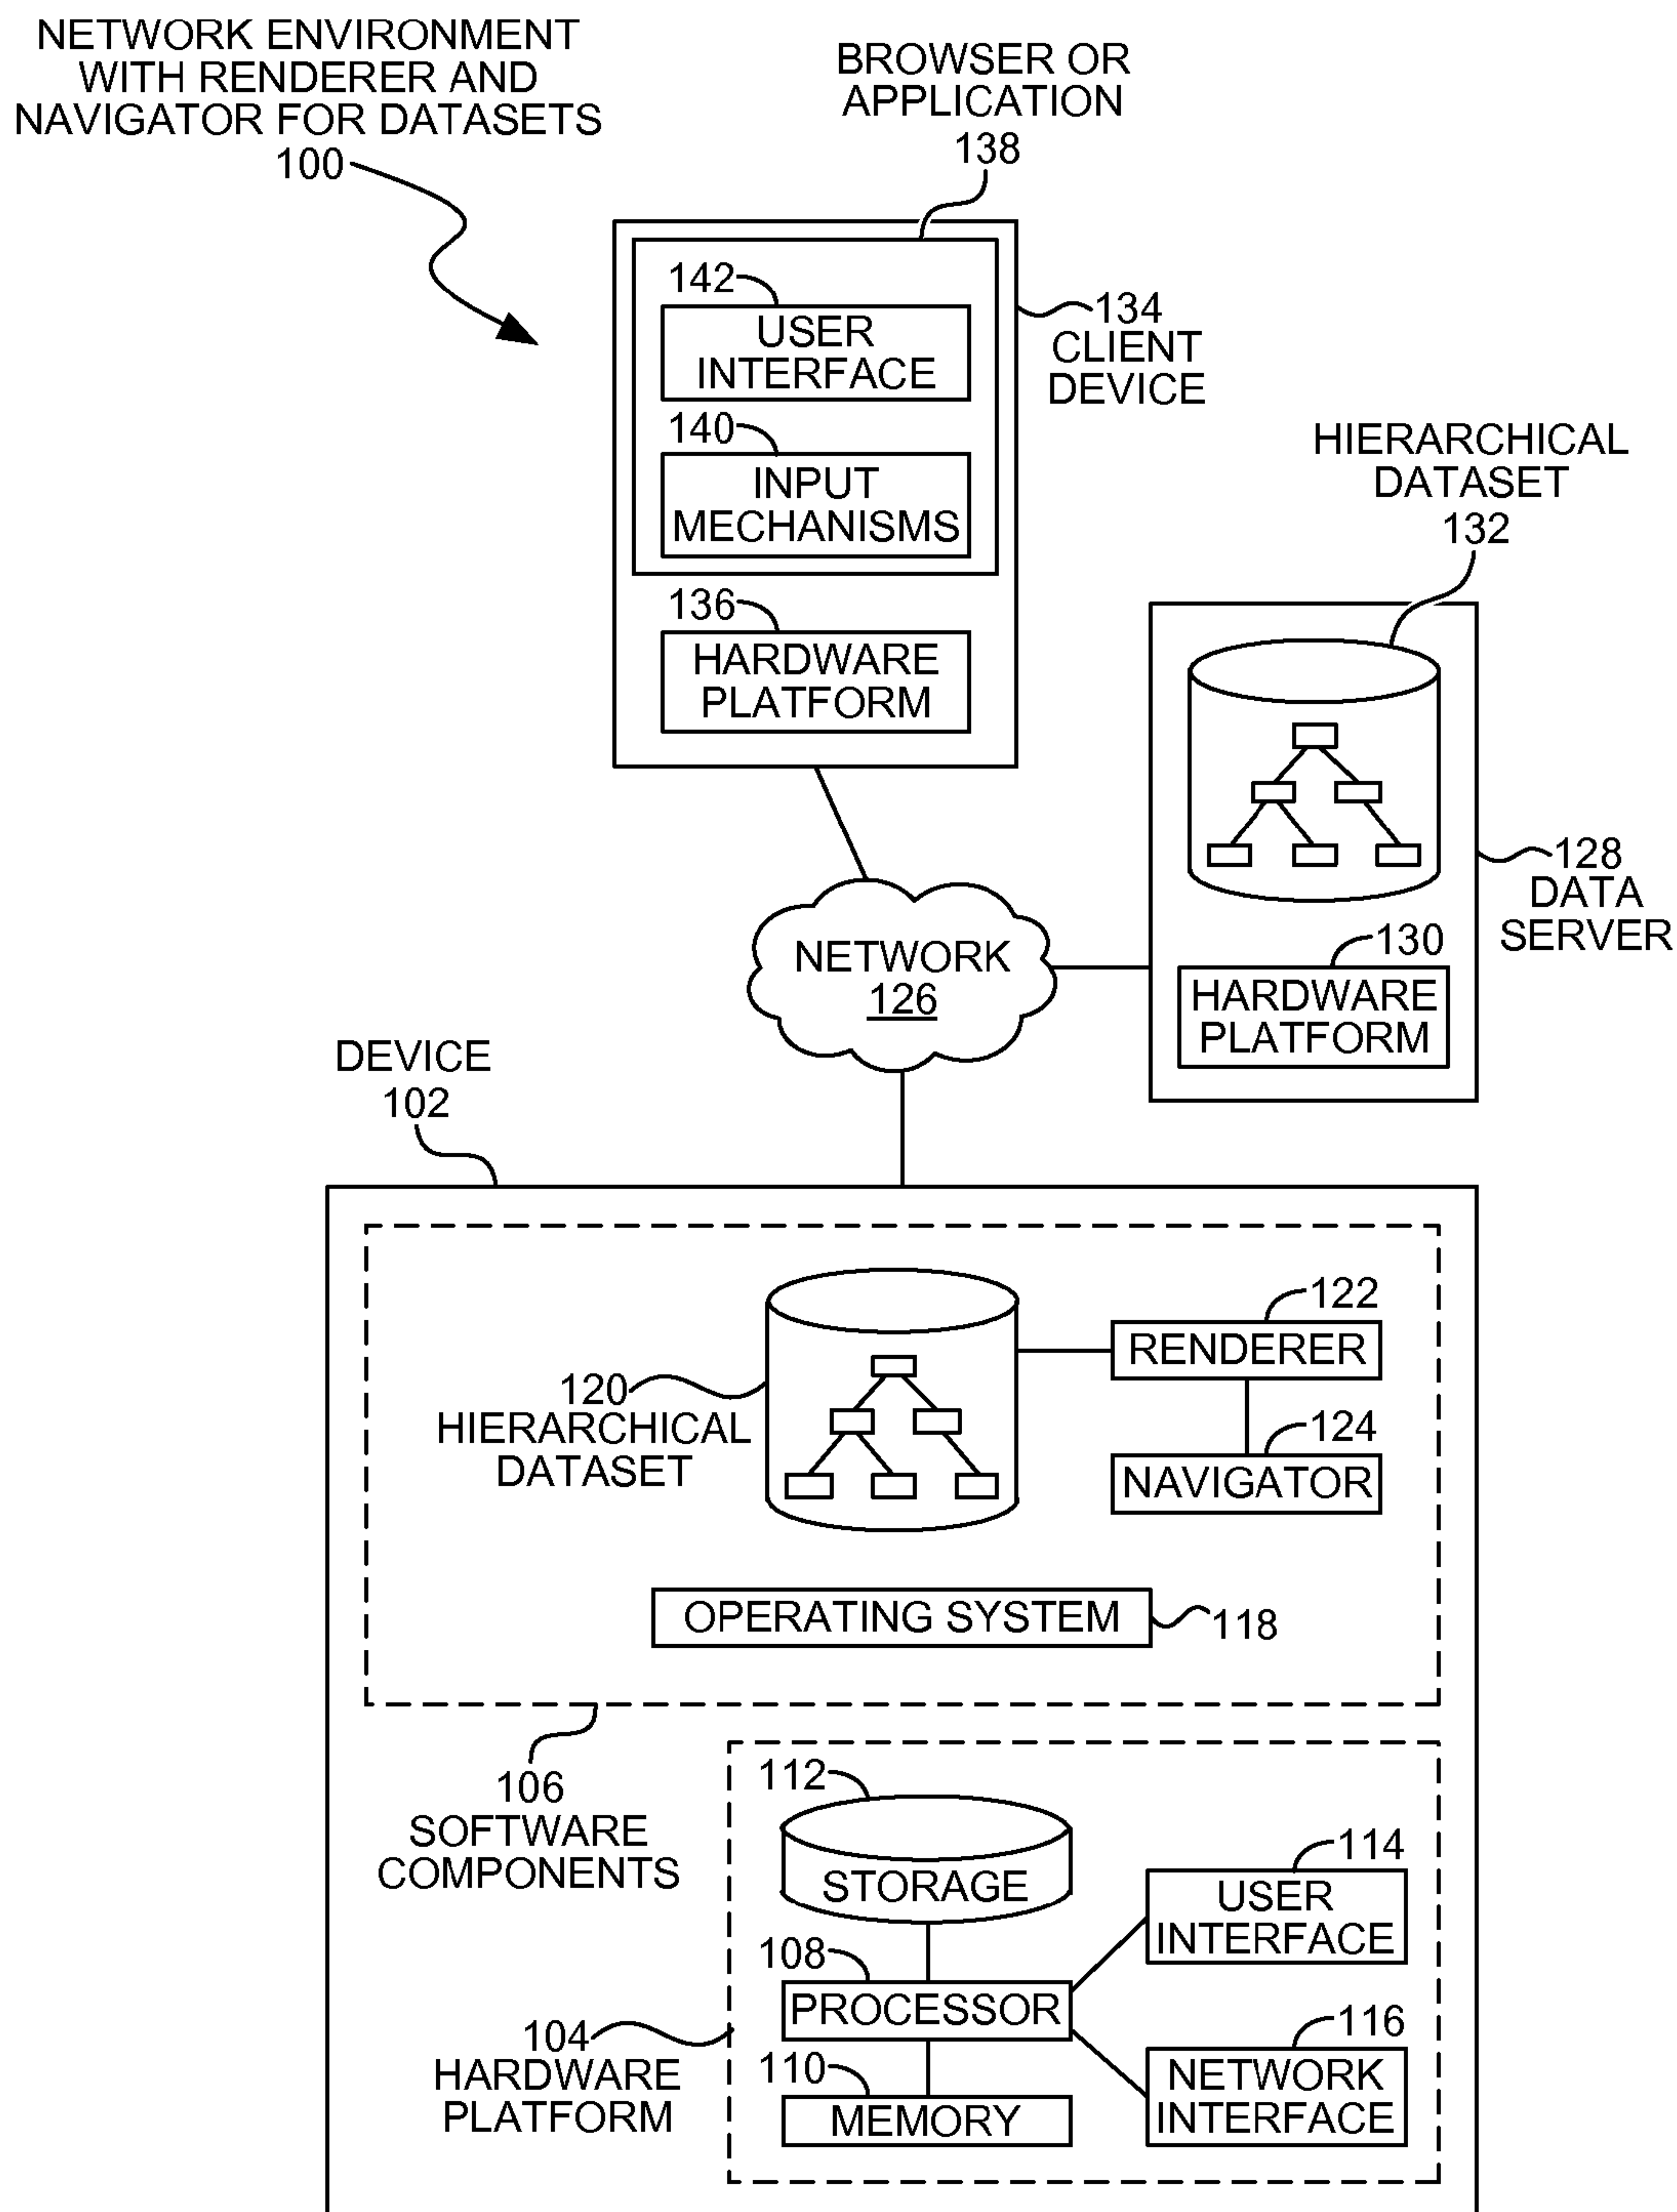 NETWORK ENVIRONMENT
WITH RENDERER AND
NAVIGATOR FOR DATASETS
100
BROWSER OR
APPLICATION
138
142
USER
INTERFACE
134
CLIENT
DEVICE
140
INPUT
MECHANISMS
136
HARDWARE
PLATFORM
HIERARCHICAL
DATASET
132
128
DATA
SERVER
130
HARDWARE
PLATFORM
NETWORK
126
DEVICE
102
122
RENDERER
120
HIERARCHICAL
DATASET
124
NAVIGATOR
OPERATING SYSTEM
118
106
SOFTWARE
COMPONENTS
112
STORAGE
114
USER
INTERFACE
108
PROCESSOR
104
HARDWARE
PLATFORM
116
NETWORK
INTERFACE
110
MEMORY